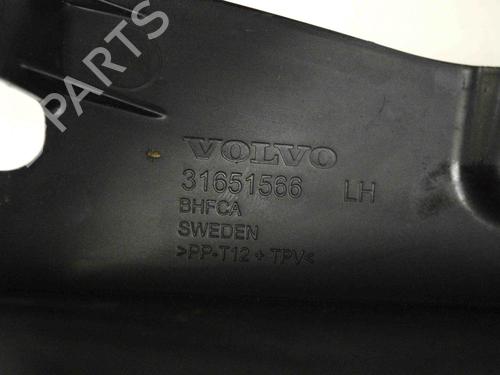 B PARTS
VOLVO
31651566 LH
BHFCA
SWEDEN
>PP-T12 + TPV<